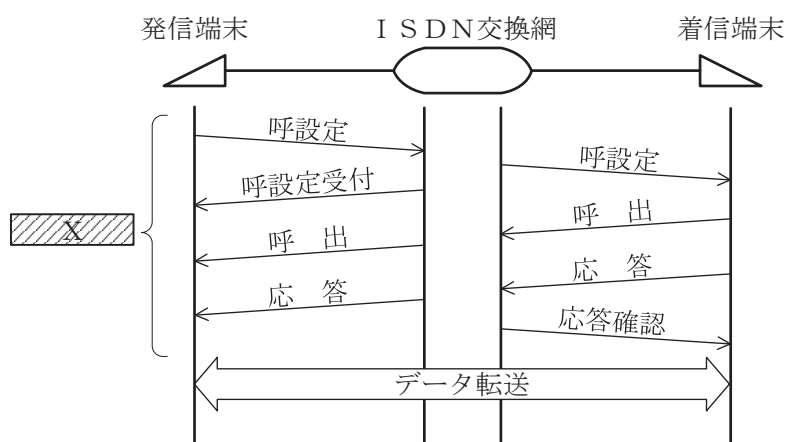 発信端末 ＩＳＤＮ交換網 着信端末
呼設定
呼設定
呼設定受付
呼　出
Ｘ
呼　出
応　答
応　答
応答確認
データ転送